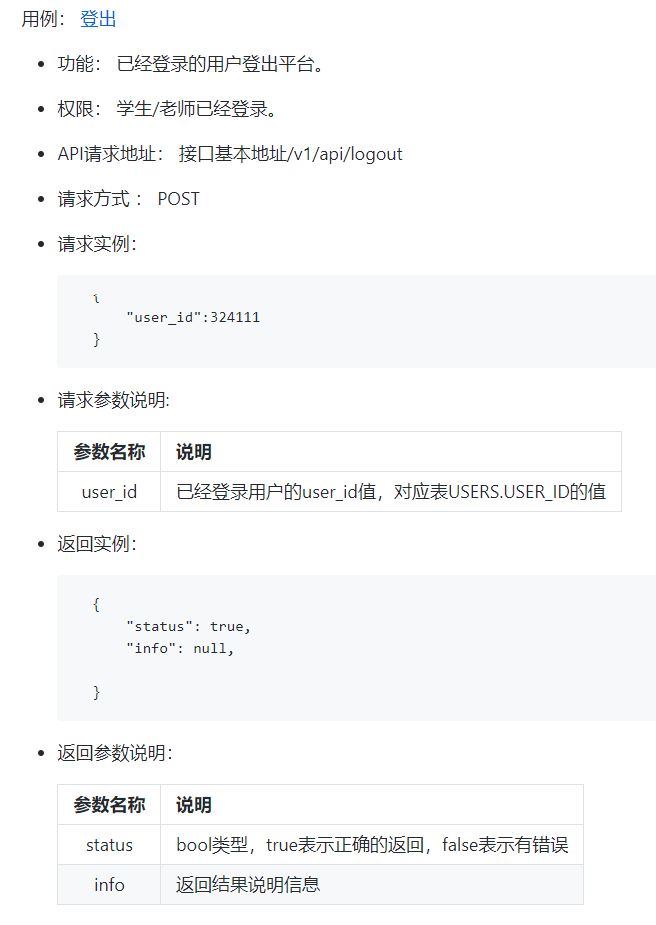 用例： 登出
功能： 已经登录的用户登出平台。
权限： 学生/老师已经登录。
API请求地址： 接口基本地址/v1/api/logout
请求方式 ： POST
请求实例：
{
"user_id":324111
}
请求参数说明:
参数名称 说明
user_id 已经登录用户的user_id值，对应表USERS.USER_ID的值
返回实例：
{
"status": true,
"info": null,
}
返回参数说明：
参数名称 说明
status bool类型，true表示正确的返回，false表示有错误
info 返回结果说明信息